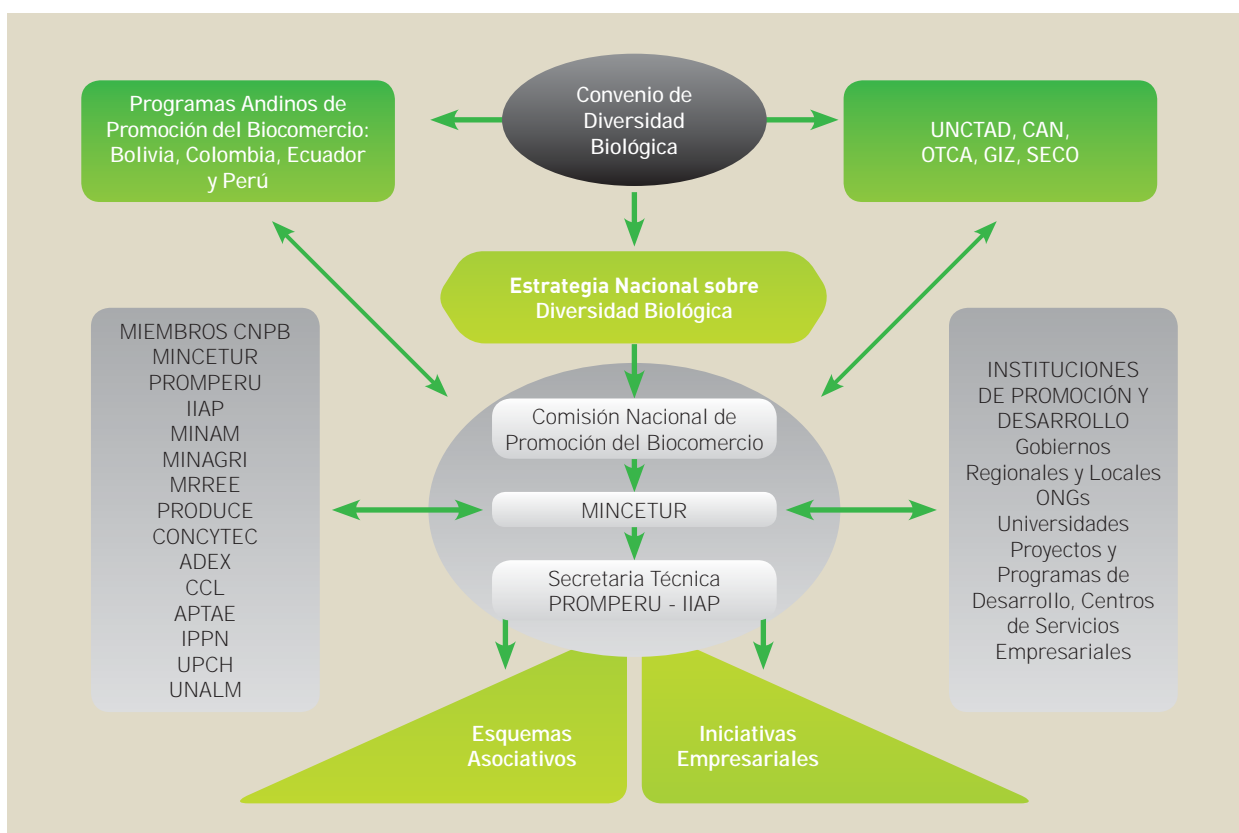 Programas Andinos de
Promoción del Biocomercio:
Bolivia, Colombia, Ecuador
y Perú
Convenio de
Diversidad
Biológica
UNCTAD, CAN,
OTCA, GIZ, SECO
Estrategia Nacional sobre
Diversidad Biológica
MIEMBROS CNPB
MINCETUR
PROMPERU
IIAP
MINAM
MINAGRI
MRREE
PRODUCE
CONCYTEC
ADEX
CCL
APTAE
IPPN
UPCH
UNALM
Comisión Nacional de
Promoción del Biocomercio
MINCETUR
Secretaria Técnica
PROMPERU - IIAP
INSTITUCIONES
DE PROMOCIÓN Y
DESARROLLO
Gobiernos
Regionales y Locales
ONGs
Universidades
Proyectos y
Programas de
Desarrollo, Centros
de Servicios
Empresariales
Esquemas
Asociativos
Iniciativas
Empresariales